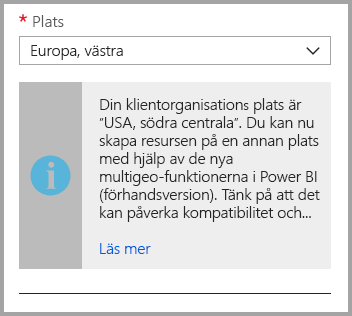 * Plats
Europa, västra
Din klientorganisations plats är
”USA, södra centrala”. Du kan nu
skapa resursen på en annan plats
med hjälp av de nya
multigeo-funktionerna i Power BI
(förhandsversion). Tänk på att det
kan påverka kompatibilitet och...
Läs mer